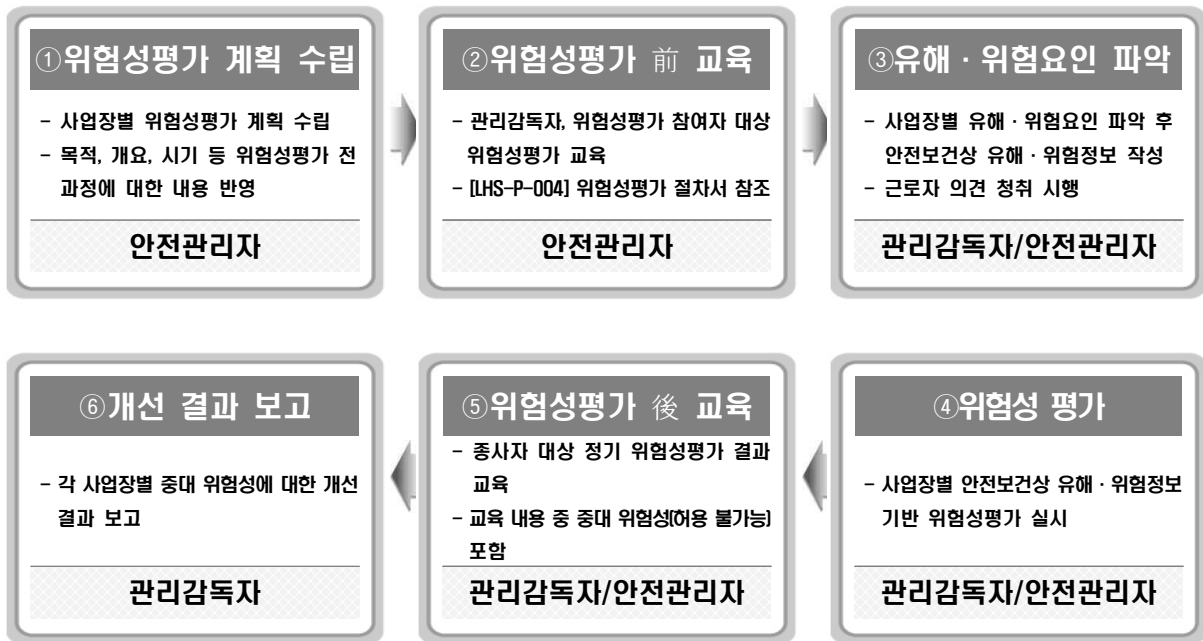 ①위험성평가 계획 수립
- 사업장별 위험성평가 계획 수립
- 목적, 개요, 시기 등 위험성평가 전
과정에 대한 내용 반영
안전관리자
②위험성평가 前 교육
- 관리감독자, 위험성평가 참여자 대상
위험성평가 교육
- [LHS-P-004] 위험성평가 절차서 참조
안전관리자
③유해 · 위험요인 파악
- 사업장별 유해 · 위험요인 파악 후
안전보건상 유해 · 위험정보 작성
- 근로자 의견 청취 시행
관리감독자/안전관리자
④위험성 평가
- 사업장별 안전보건상 유해 · 위험정보
기반 위험성평가 실시
관리감독자/안전관리자
⑤위험성평가 後 교육
- 종사자 대상 정기 위험성평가 결과
교육
- 교육 내용 중 중대 위험성(허용 불가능)
포함
관리감독자/안전관리자
⑥개선 결과 보고
- 각 사업장별 중대 위험성에 대한 개선
결과 보고
관리감독자